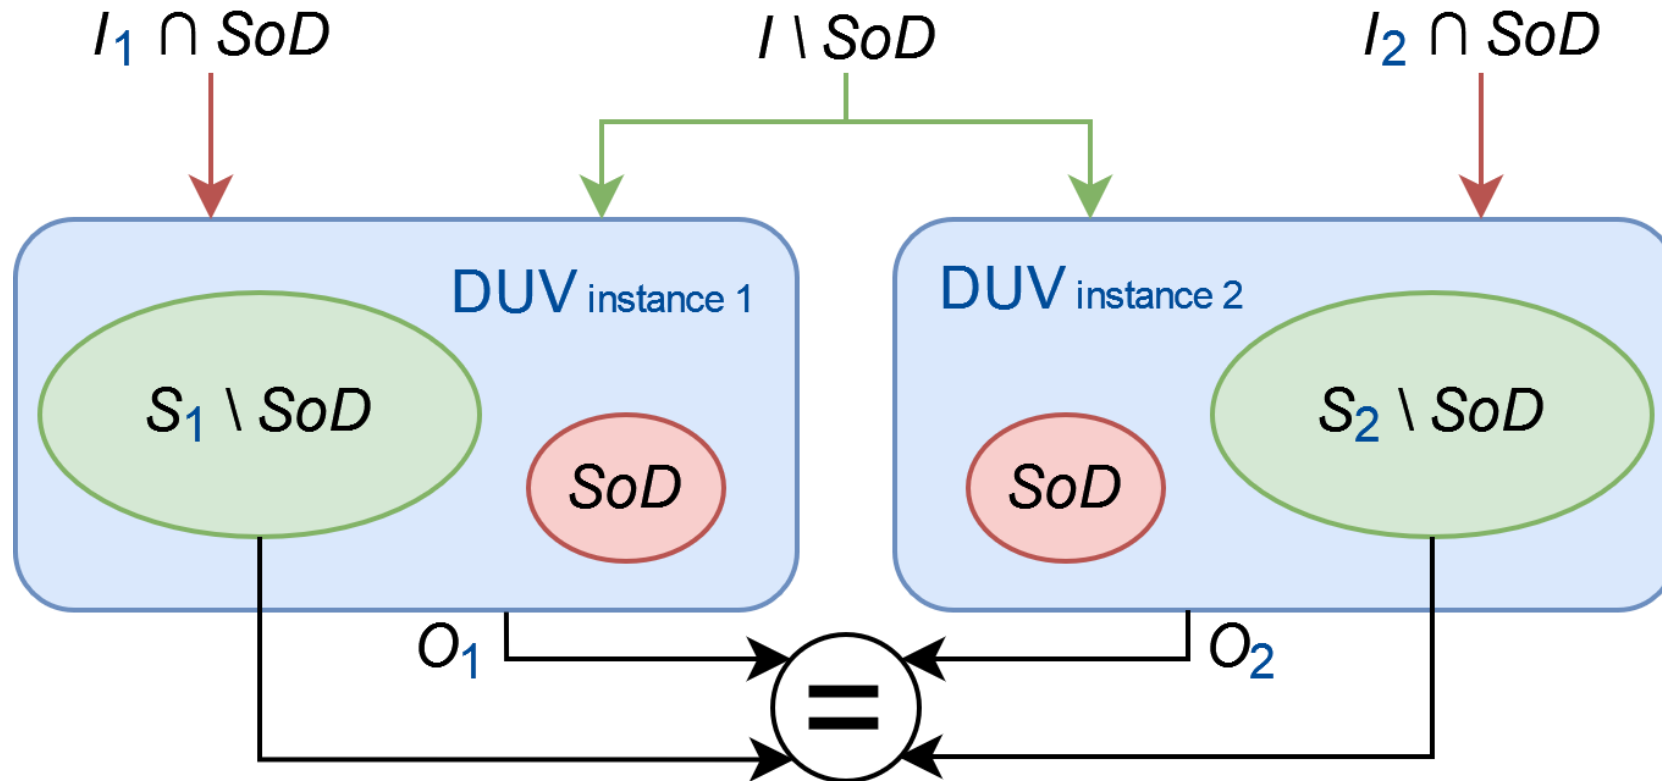 I1 ∩ SoD
I \ SoD
I2 ∩ SoD
DUV instance 1
DUV instance 2
S1 \ SoD
SoD
SoD
S2 \ SoD
O1
O2
=